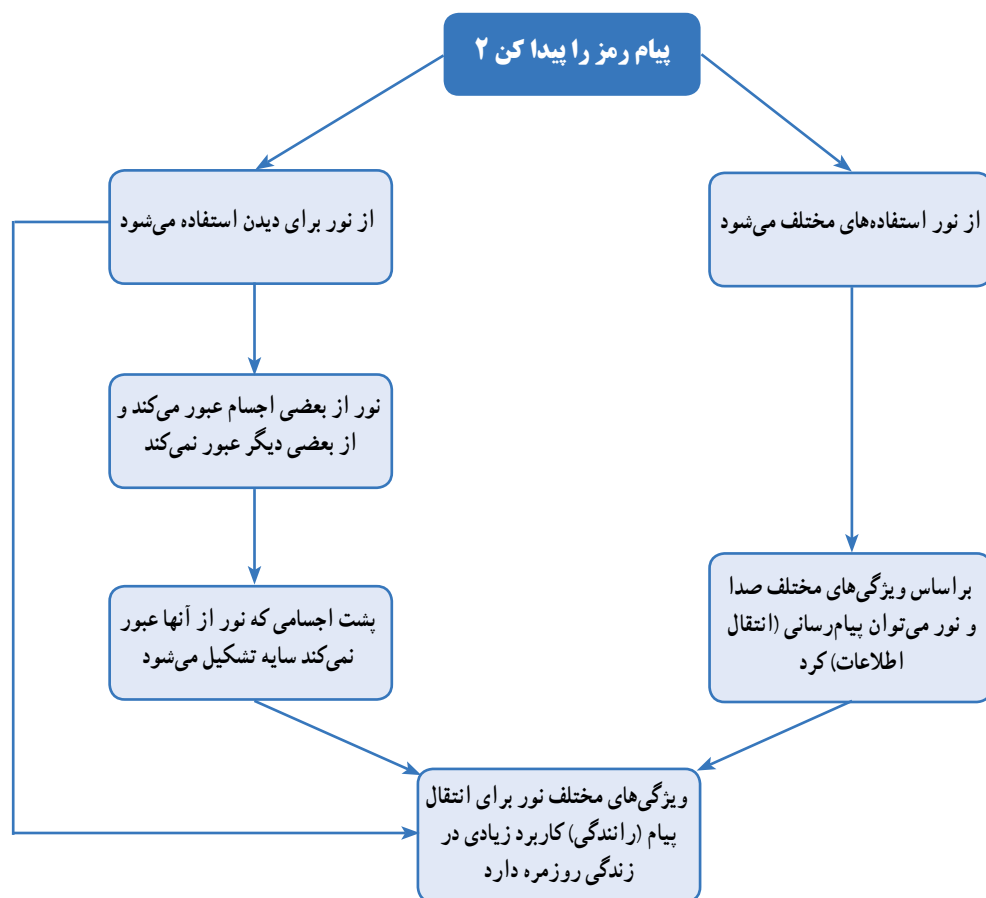 پیام رمز را پیدا کن ۲
از نور استفاده‌های مختلف می‌شود
از نور برای دیدن استفاده می‌شود
نور از بعضی اجسام عبور می‌کند و
از بعضی دیگر عبور نمی‌کند
براساس ویژگی‌های مختلف صدا
و نور می‌توان پیام‌رسانی (انتقال
اطلاعات) کرد
پشت اجسامی که نور از آنها عبور
نمی‌کند سایه تشکیل می‌شود
ویژگی‌های مختلف نور برای انتقال
پیام (رانندگی) کاربرد زیادی در
زندگی روزمره دارد